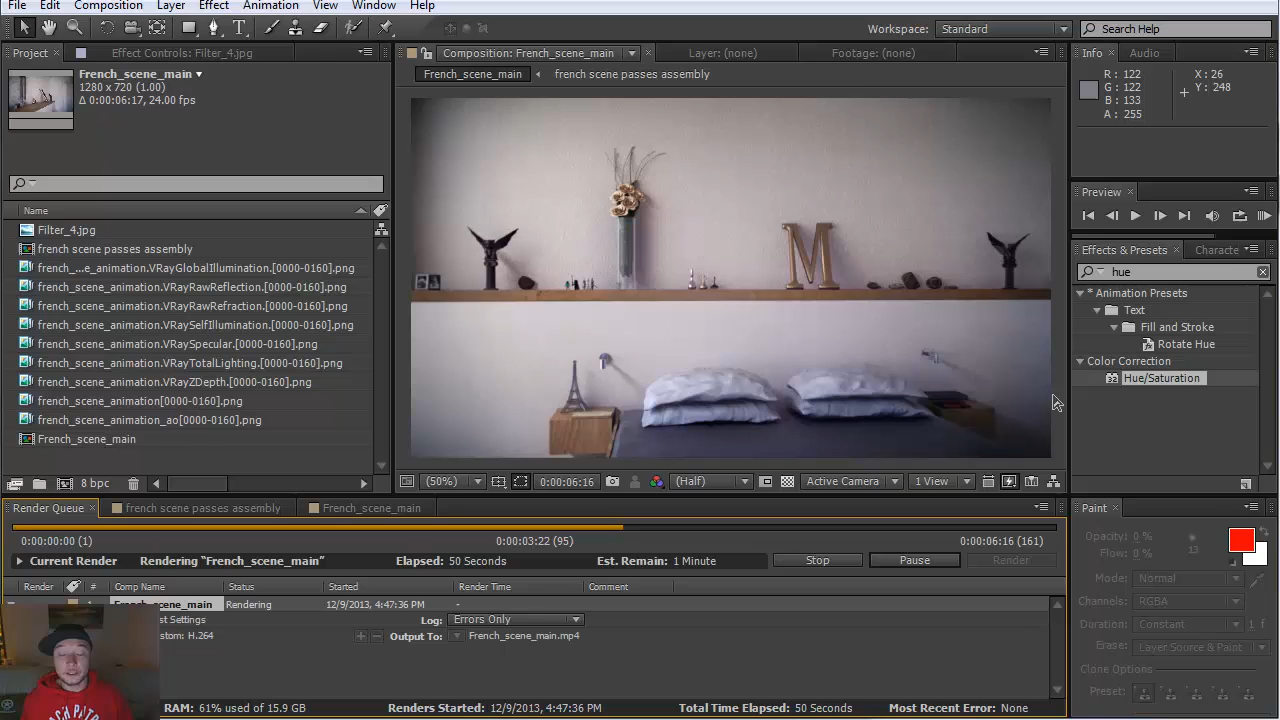 File Edit Composition Layer Effect Animation View Window Help
Workspace: Standard Search Help
Project Effect Controls: Filter_4.jpg
Composition: French_scene_main Layer: (none) Footage: (none)
Info Audio
French_scene_main
1280 x 720 (1.00)
Δ 0:00:06:17, 24.00 fps
French_scene_main french scene passes assembly
R: 122
G: 122
B: 133
A: 255
X: 26
Y: 248
Preview
Name
Filter_4.jpg
french scene passes assembly
french_...e_animation.VRayGlobalIllumination.[0000-0160].png
french_scene_animation.VRayRawReflection.[0000-0160].png
french_scene_animation.VRayRawRefraction.[0000-0160].png
french_scene_animation.VRaySelfIllumination.[0000-0160].png
french_scene_animation.VRaySpecular.[0000-0160].png
french_scene_animation.VRayTotalLighting.[0000-0160].png
french_scene_animation.VRayZDepth.[0000-0160].png
french_scene_animation[0000-0160].png
french_scene_animation_ao[0000-0160].png
French_scene_main
8 bpc
M
Effects & Presets Characte
hue
* Animation Presets
Text
Fill and Stroke
Rotate Hue
Color Correction
32 Hue/Saturation
(50%) 0:00:06:16 (Half) Active Camera 1 View
Render Queue french scene passes assembly French_scene_main
0:00:00:00 (1) 0:00:03:22 (95) 0:00:06:16 (161)
Current Render Rendering “French_scene_main” Elapsed: 50 Seconds Est. Remain: 1 Minute Stop Pause Render
Render # Comp Name Status Started Render Time Comment
1 French_scene_main Rendering 12/9/2013, 4:47:36 PM -
st Settings Log: Errors Only
stom: H.264 Output To: French_scene_main.mp4
RAM: 61% used of 15.9 GB Renders Started: 12/9/2013, 4:47:36 PM Total Time Elapsed: 50 Seconds Most Recent Error: None
Paint
Opacity: 0 %
Flow: 0 %
13
Mode: Normal
Channels: RGBA
Duration: Constant 1 f
Erase: Layer Source & Paint
Clone Options
Preset: